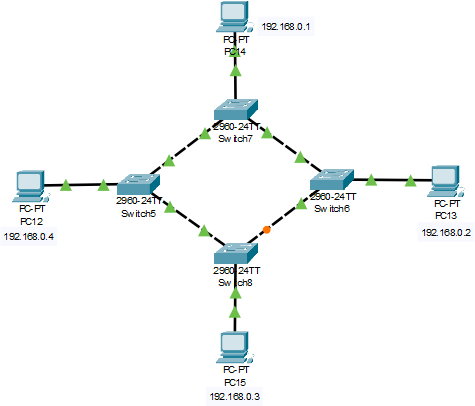 192.168.0.1
PC-PT
PC14
2960-24TT
Switch7
PC-PT
PC12
192.168.0.4
2960-24TT
Switch5
2960-24TT
Switch6
PC-PT
PC13
192.168.0.2
2960-24TT
Switch8
PC-PT
PC15
192.168.0.3